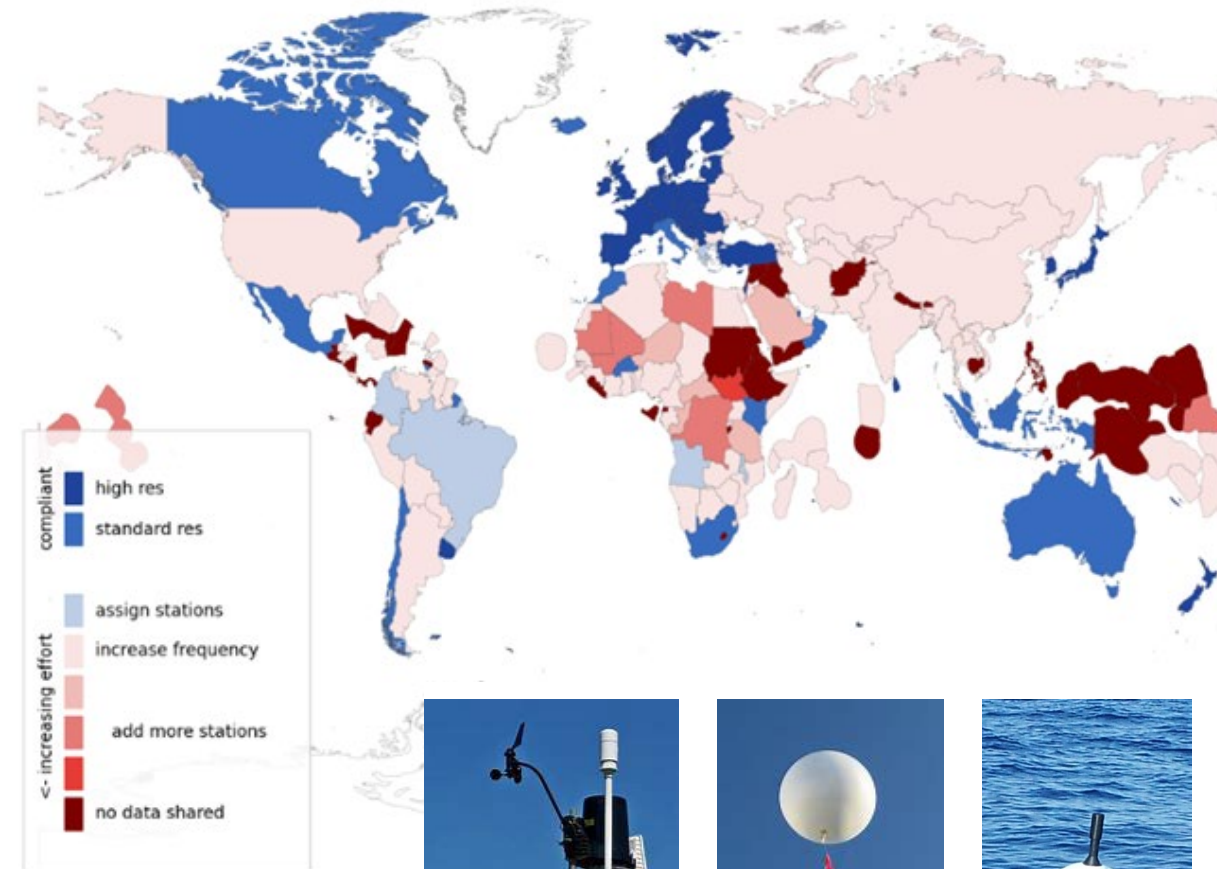 compliant
high res
standard res
<- increasing effort
assign stations
increase frequency
add more stations
no data shared